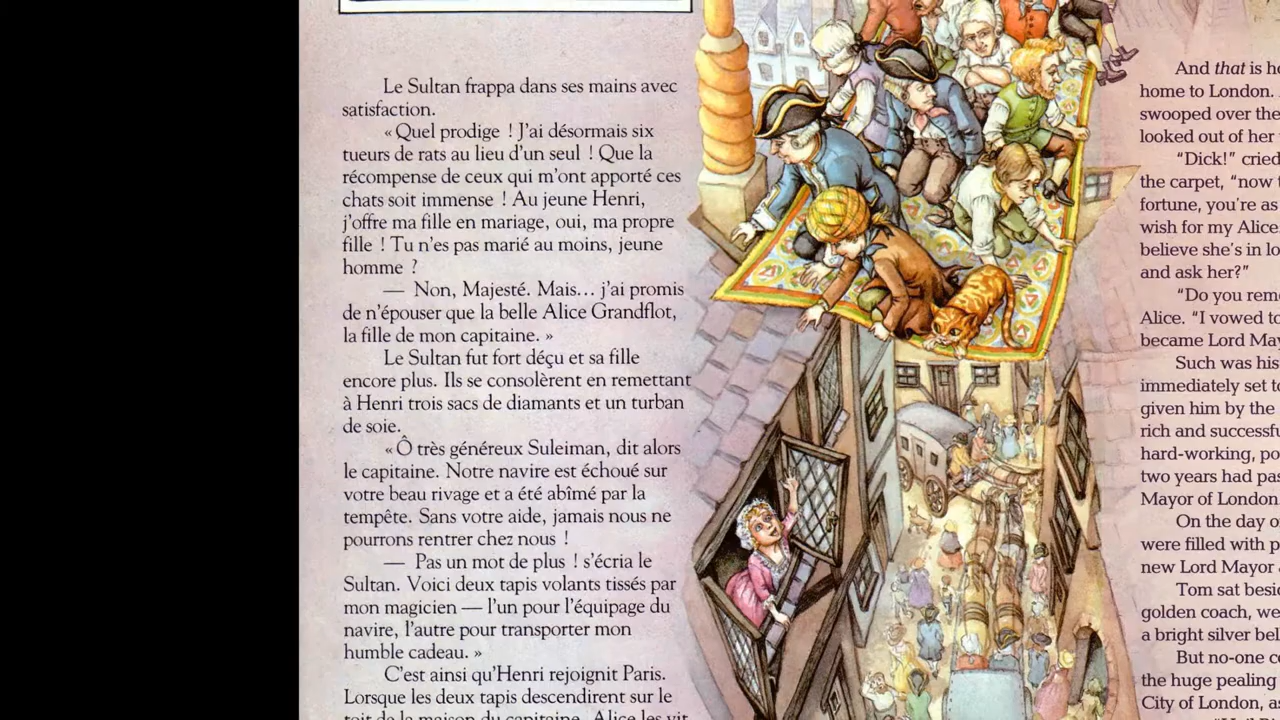 Le Sultan frappa dans ses mains avec
satisfaction.
« Quel prodige ! J'ai désormais six
tueurs de rats au lieu d'un seul ! Que la
récompense de ceux qui m'ont apporté ces
chats soit immense ! Au jeune Henri,
j'offre ma fille en mariage, oui, ma propre
fille ! Tu n'es pas marié au moins, jeune
homme ?
— Non, Majesté. Mais... j'ai promis
de n'épouser que la belle Alice Grandflot,
la fille de mon capitaine. »
Le Sultan fut fort déçu et sa fille
encore plus. Ils se consolèrent en remettant
à Henri trois sacs de diamants et un turban
de soie.
« Ô très généreux Suleiman, dit alors
le capitaine. Notre navire est échoué sur
votre beau rivage et a été abîmé par la
tempête. Sans votre aide, jamais nous ne
pourrons rentrer chez nous !
— Pas un mot de plus ! s'écria le
Sultan. Voici deux tapis volants tissés par
mon magicien — l'un pour l'équipage du
navire, l'autre pour transporter mon
humble cadeau. »
C'est ainsi qu'Henri rejoignit Paris.
Lorsque les deux tapis descendirent sur le
toit de la maison du capitaine, Alice les vit
And that is
home to London.
swooped over the
looked out of her
"Dick!" cried
the carpet, "now
fortune, you're as
wish for my Alice.
believe she's in
and ask her?"
"Do you
Alice. "I vowed to
became Lord
Such was his
immediately set to
given him by the
rich and
hard-working,
two years had
Mayor of London.
On the day
were filled with
new Lord Mayor
Tom sat
golden coach,
a bright silver
But no-one
the huge pealing
City of London,